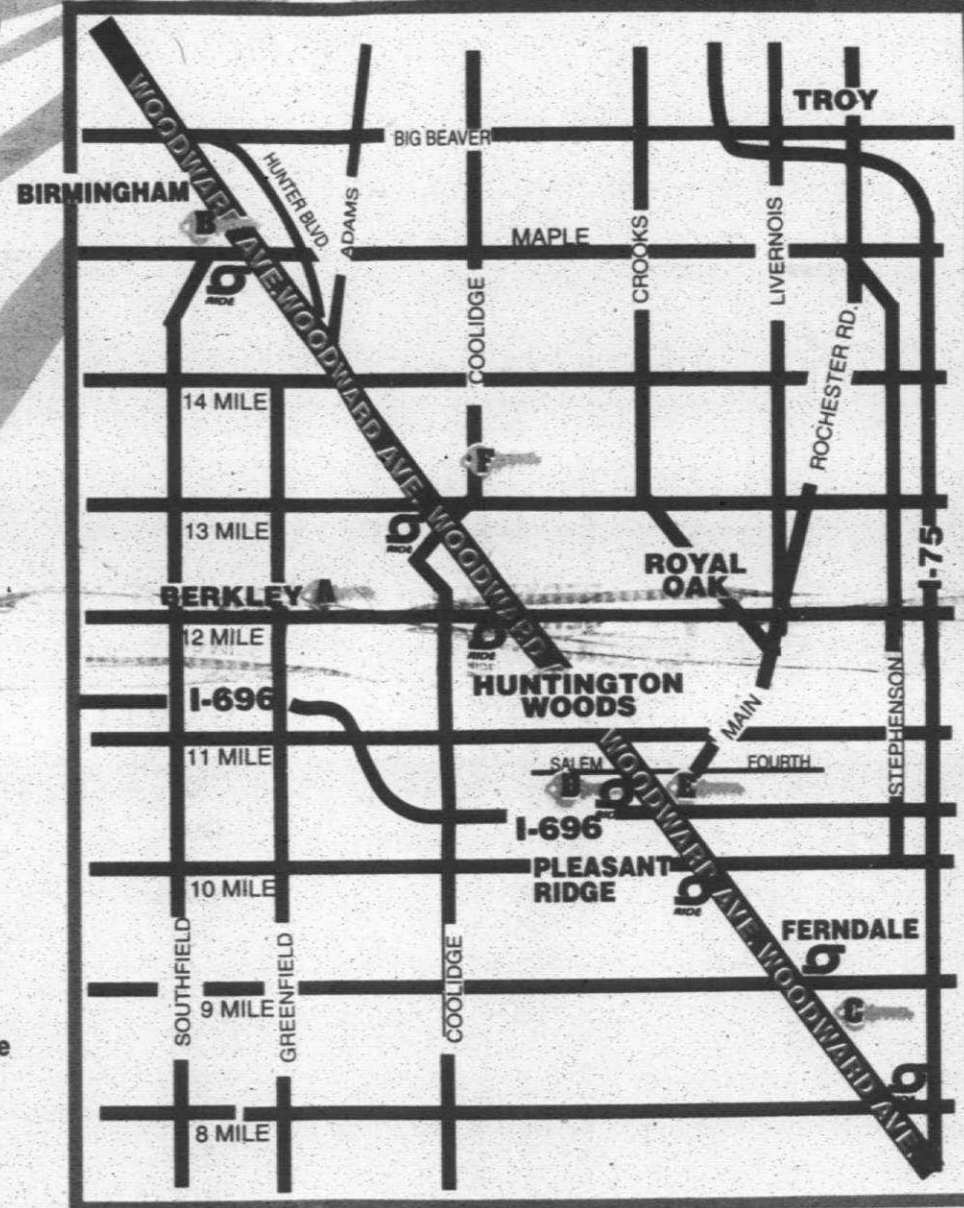 TROY
WOODWARD AVE. WOODWARD AVE. WOODWARD
BIG BEAVER
HUNTER BLVD.
ADAMS
BIRMINGHAM
B
MAPLE
COOLIDGE
CROOKS
LIVERNOIS
RIDE
ROCHESTER RD.
14 MILE
F
13 MILE
RIDE
I-75
ROYAL
OAK
BERKLEY
A
12 MILE
RIDE
HUNTINGTON
WOODS
I-696
11 MILE
MAIN
STEPHENSON
SALEM
FOURTH
D
E
I-696
WOODWARD AVE. WOODWARD AVE.
PLEASANT
RIDGE
10 MILE
RIDE
FERNDALE
SOUTHFIELD
GREENFIELD
COOLIDGE
9 MILE
C
e
8 MILE